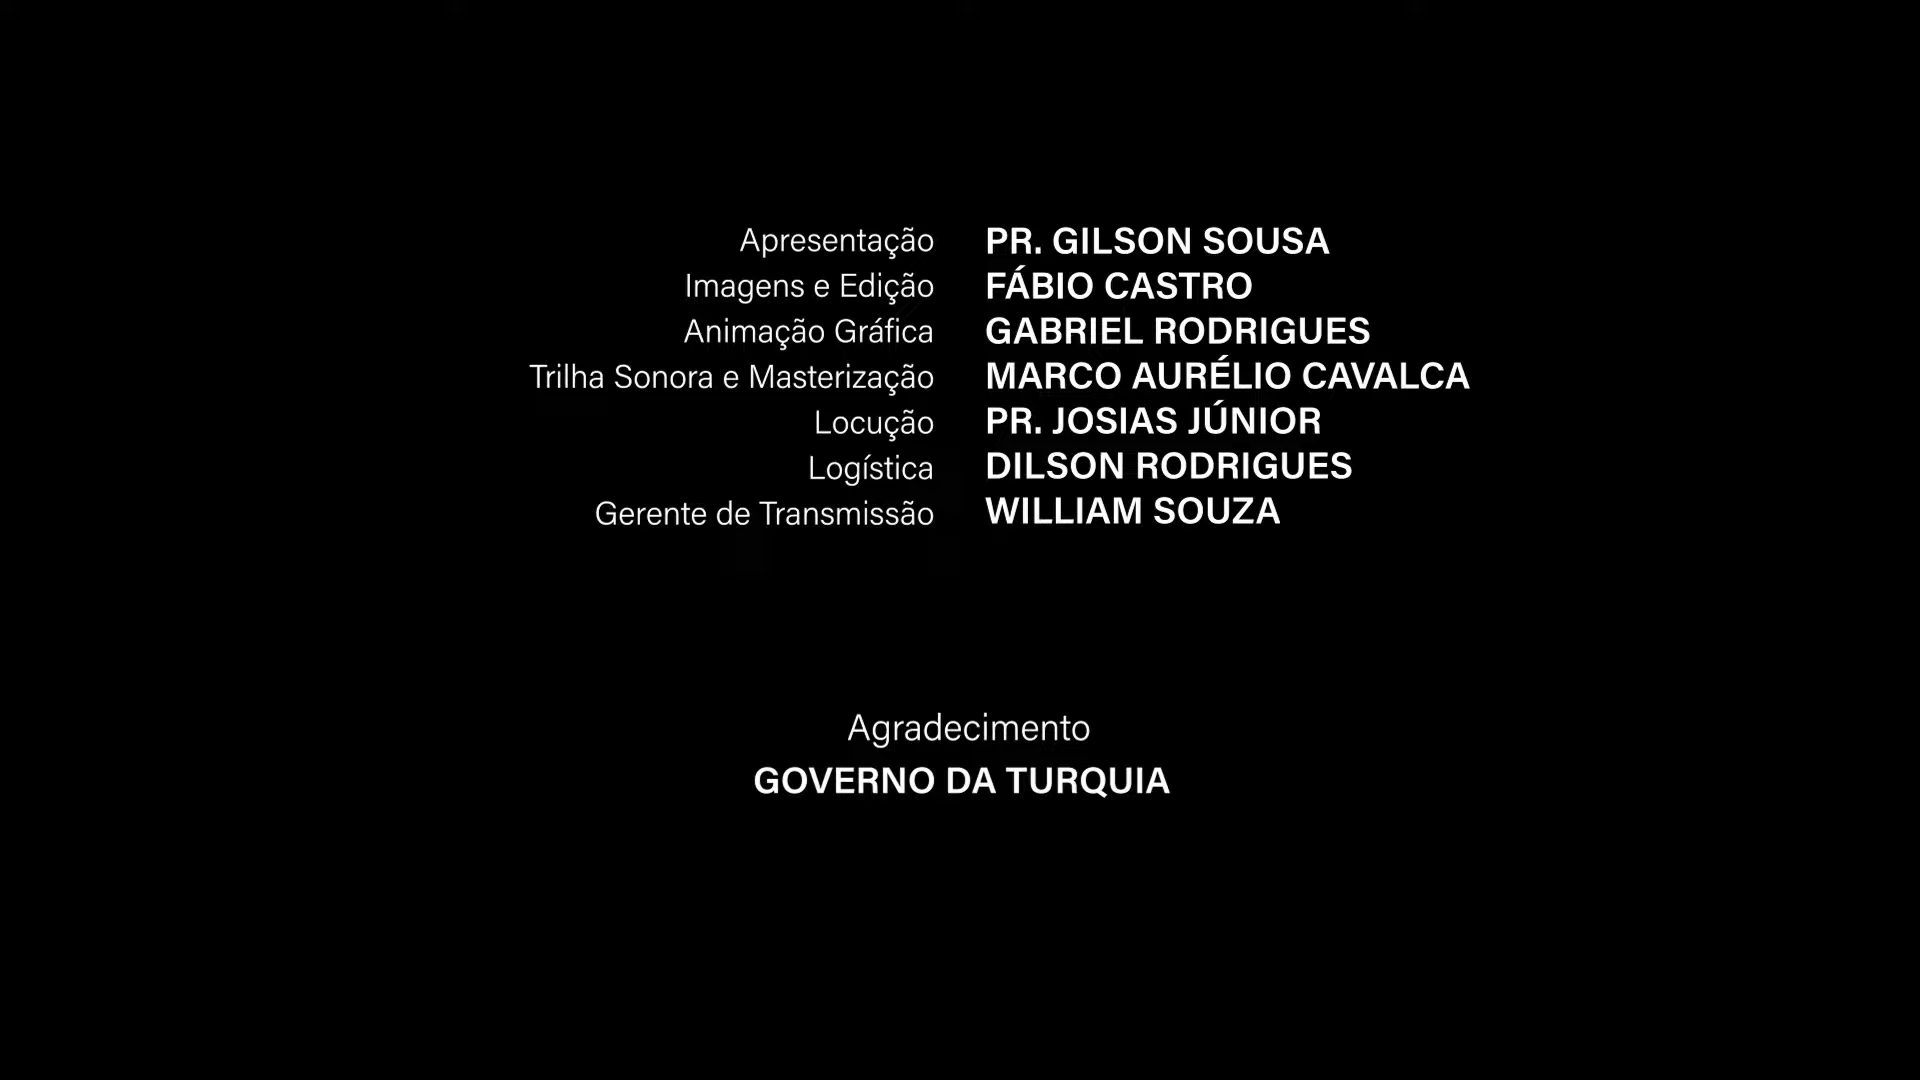 Apresentação PR. GILSON SOUSA
Imagens e Edição FÁBIO CASTRO
Animação Gráfica GABRIEL RODRIGUES
Trilha Sonora e Masterização MARCO AURÉLIO CAVALCA
Locução PR. JOSIAS JÚNIOR
Logística DILSON RODRIGUES
Gerente de Transmissão WILLIAM SOUZA
Agradecimento
GOVERNO DA TURQUIA